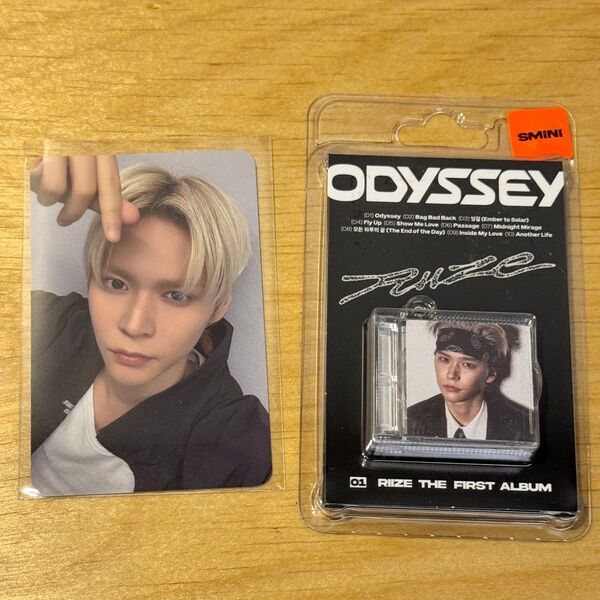 SMiNi
ODYSSEY
(01) Odyssey (02) Bag Bad Back (03) 잉걸 (Ember to Solar)
(04) Fly Up (05) Show Me Love (06) Passage (07) Midnight Mirage
(08) 모든 하루의 끝 (The End of the Day) (09) Inside My Love (10) Another Life
RIIZE
01 RIIZE THE FIRST ALBUM